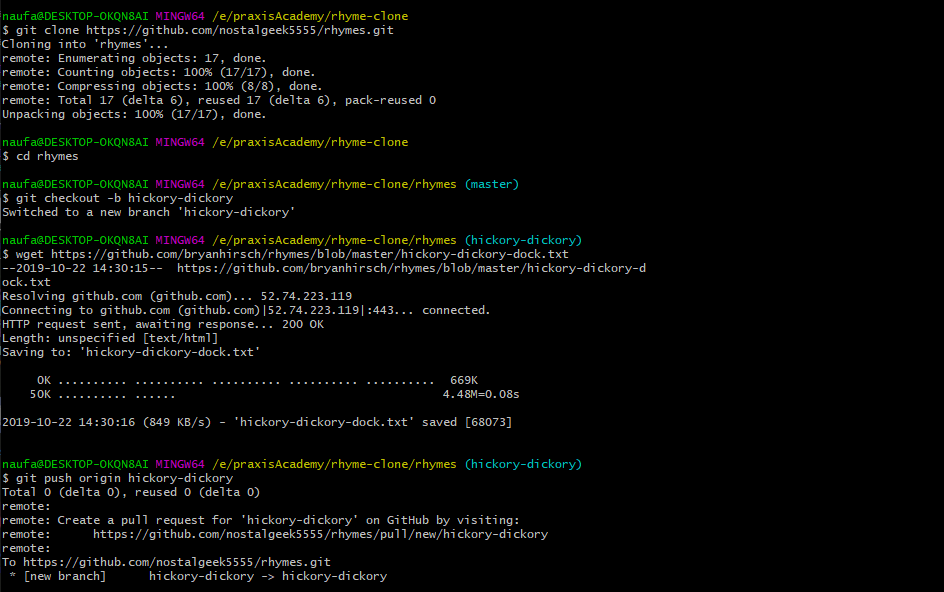 naufa@DESKTOP-OKQN8AI MINGW64 /e/praxisAcademy/rhyme-clone
$ git clone https://github.com/nostalgeek5555/rhymes.git
Cloning into 'rhymes'...
remote: Enumerating objects: 17, done.
remote: Counting objects: 100% (17/17), done.
remote: Compressing objects: 100% (8/8), done.
remote: Total 17 (delta 6), reused 17 (delta 6), pack-reused 0
Unpacking objects: 100% (17/17), done.

naufa@DESKTOP-OKQN8AI MINGW64 /e/praxisAcademy/rhyme-clone
$ cd rhymes

naufa@DESKTOP-OKQN8AI MINGW64 /e/praxisAcademy/rhyme-clone/rhymes (master)
$ git checkout -b hickory-dickory
Switched to a new branch 'hickory-dickory'

naufa@DESKTOP-OKQN8AI MINGW64 /e/praxisAcademy/rhyme-clone/rhymes (hickory-dickory)
$ wget https://github.com/bryanhirsch/rhymes/blob/master/hickory-dickory-dock.txt
--2019-10-22 14:30:15--  https://github.com/bryanhirsch/rhymes/blob/master/hickory-dickory-d
ock.txt
Resolving github.com (github.com)... 52.74.223.119
Connecting to github.com (github.com)|52.74.223.119|:443... connected.
HTTP request sent, awaiting response... 200 OK
Length: unspecified [text/html]
Saving to: 'hickory-dickory-dock.txt'

     0K .......... .......... .......... .......... ..........  669K
    50K .......... ......                                      4.48M=0.08s

2019-10-22 14:30:16 (849 KB/s) - 'hickory-dickory-dock.txt' saved [68073]

naufa@DESKTOP-OKQN8AI MINGW64 /e/praxisAcademy/rhyme-clone/rhymes (hickory-dickory)
$ git push origin hickory-dickory
Total 0 (delta 0), reused 0 (delta 0)
remote:
remote: Create a pull request for 'hickory-dickory' on GitHub by visiting:
remote:      https://github.com/nostalgeek5555/rhymes/pull/new/hickory-dickory
remote:
To https://github.com/nostalgeek5555/rhymes.git
 * [new branch]      hickory-dickory -> hickory-dickory